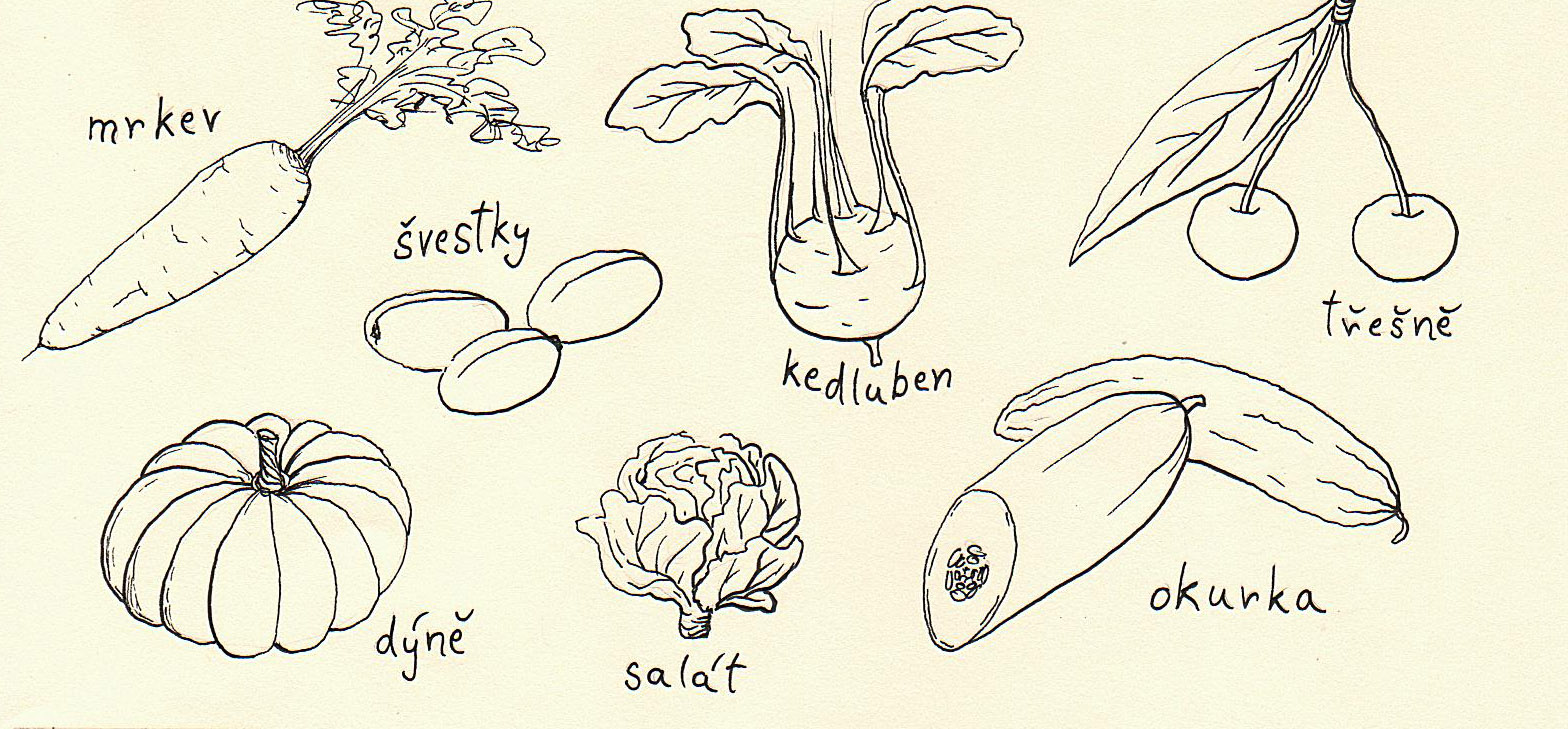 mrkev
švestky
kedluben
třešně
dýně
salát
okurka